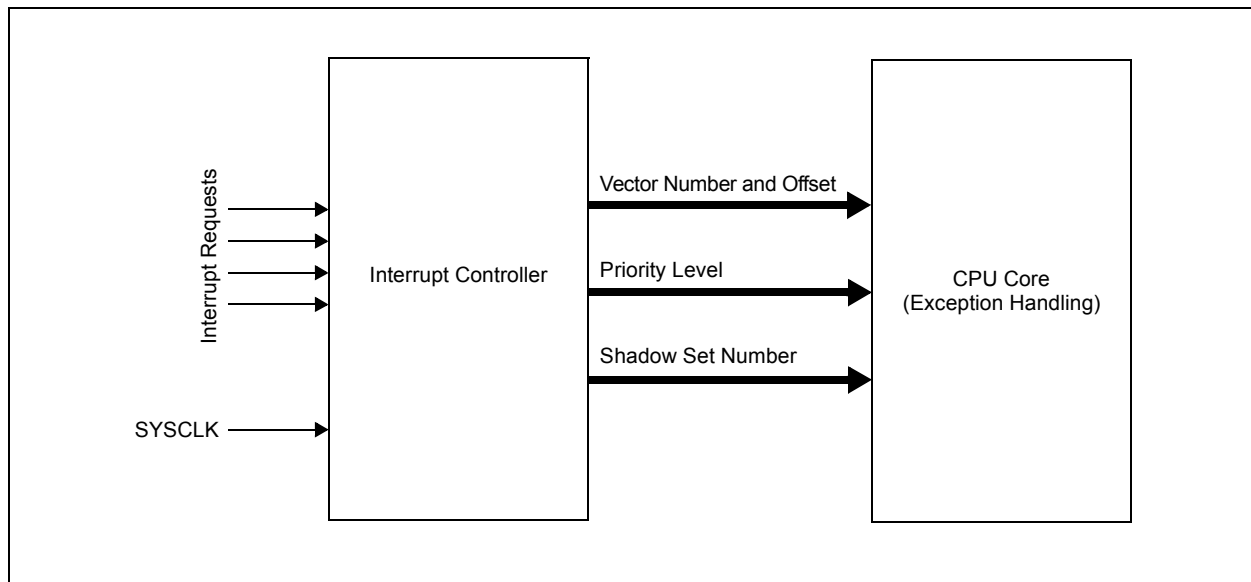 Interrupt Requests
SYSCLK
Interrupt Controller
Vector Number and Offset
Priority Level
Shadow Set Number
CPU Core
(Exception Handling)